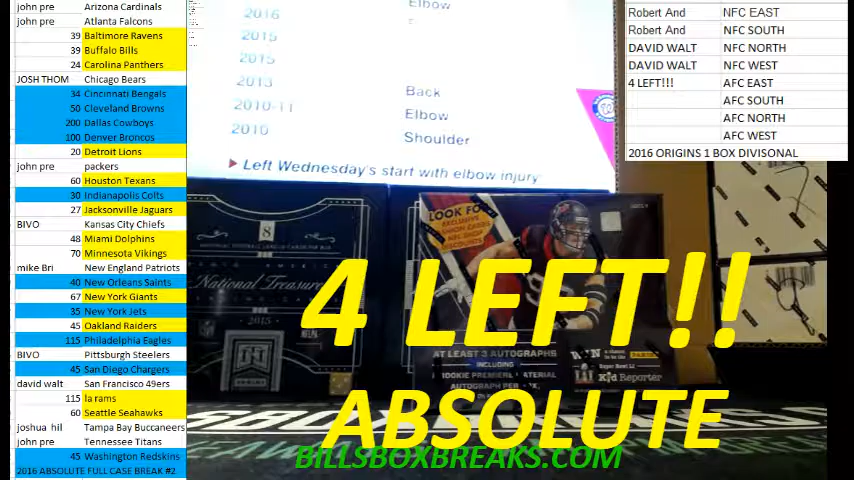 john pre Arizona Cardinals
john pre Atlanta Falcons
39 Baltimore Ravens
39 Buffalo Bills
24 Carolina Panthers
JOSH THOM Chicago Bears
34 Cincinnati Bengals
50 Cleveland Browns
200 Dallas Cowboys
100 Denver Broncos
20 Detroit Lions
john pre packers
60 Houston Texans
30 Indianapolis Colts
27 Jacksonville Jaguars
BIVO Kansas City Chiefs
48 Miami Dolphins
70 Minnesota Vikings
mike Bri New England Patriots
40 New Orleans Saints
67 New York Giants
35 New York Jets
45 Oakland Raiders
115 Philadelphia Eagles
BIVO Pittsburgh Steelers
45 San Diego Chargers
david walt San Francisco 49ers
115 la rams
60 Seattle Seahawks
joshua hil Tampa Bay Buccaneers
john pre Tennessee Titans
45 Washington Redskins
2016 ABSOLUTE FULL CASE BREAK #2
2016 Elbow
2015
2015
2013 Back
2010-11 Elbow
2010 Shoulder
Left Wednesday's start with elbow injury
Robert And NFC EAST
Robert And NFC SOUTH
DAVID WALT NFC NORTH
DAVID WALT NFC WEST
4 LEFT!!! AFC EAST
AFC SOUTH
AFC NORTH
AFC WEST
2016 ORIGINS 1 BOX DIVISONAL
8
National Treasures
2015
LOOK FOR
4 LEFT!!
AT LEAST 3 AUTOGRAPHS
INCLUDING
Kid Reporter
ABSOLUTE
BILLSBOXBREAKS.COM